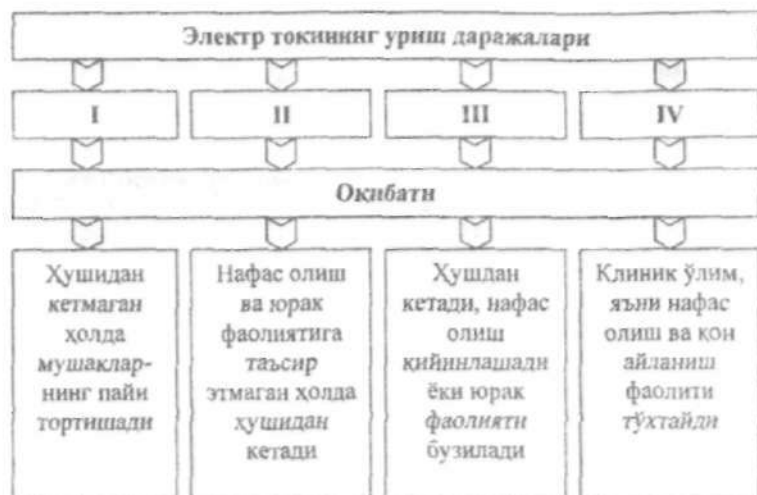 Электр токининг уриш даражалари
I
II
III
IV
Оқибати
Ҳушидан
кетмаган
ҳолда
мушаклар-
нинг пайи
тортишади
Нафас олиш
ва юрак
фаолиятига
таъсир
этмаган ҳолда
ҳушидан
кетади
Ҳушдан
кетади, нафас
олиш
қийинлашади
ёки юрак
фаолияти
бузилади
Клиник ўлим,
яъни нафас
олиш ва қон
айланиш
фаолити
тўхтайди